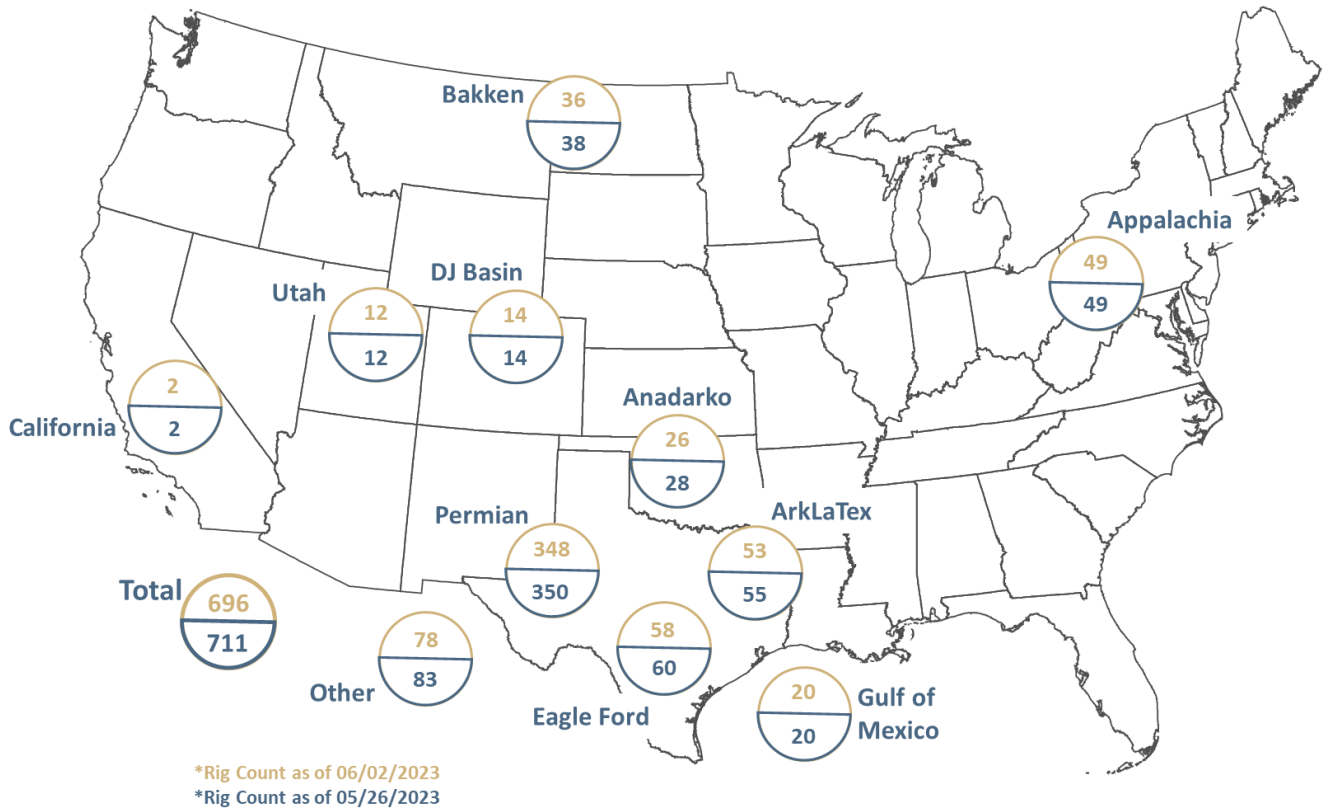 Bakken
36
38
Appalachia
49
49
DJ Basin
14
14
Utah
12
12
California
2
2
Anadarko
26
28
Permian
348
350
ArkLaTex
53
55
Total
696
711
Other
78
83
Eagle Ford
58
60
Gulf of
Mexico
20
20
*Rig Count as of 06/02/2023
*Rig Count as of 05/26/2023